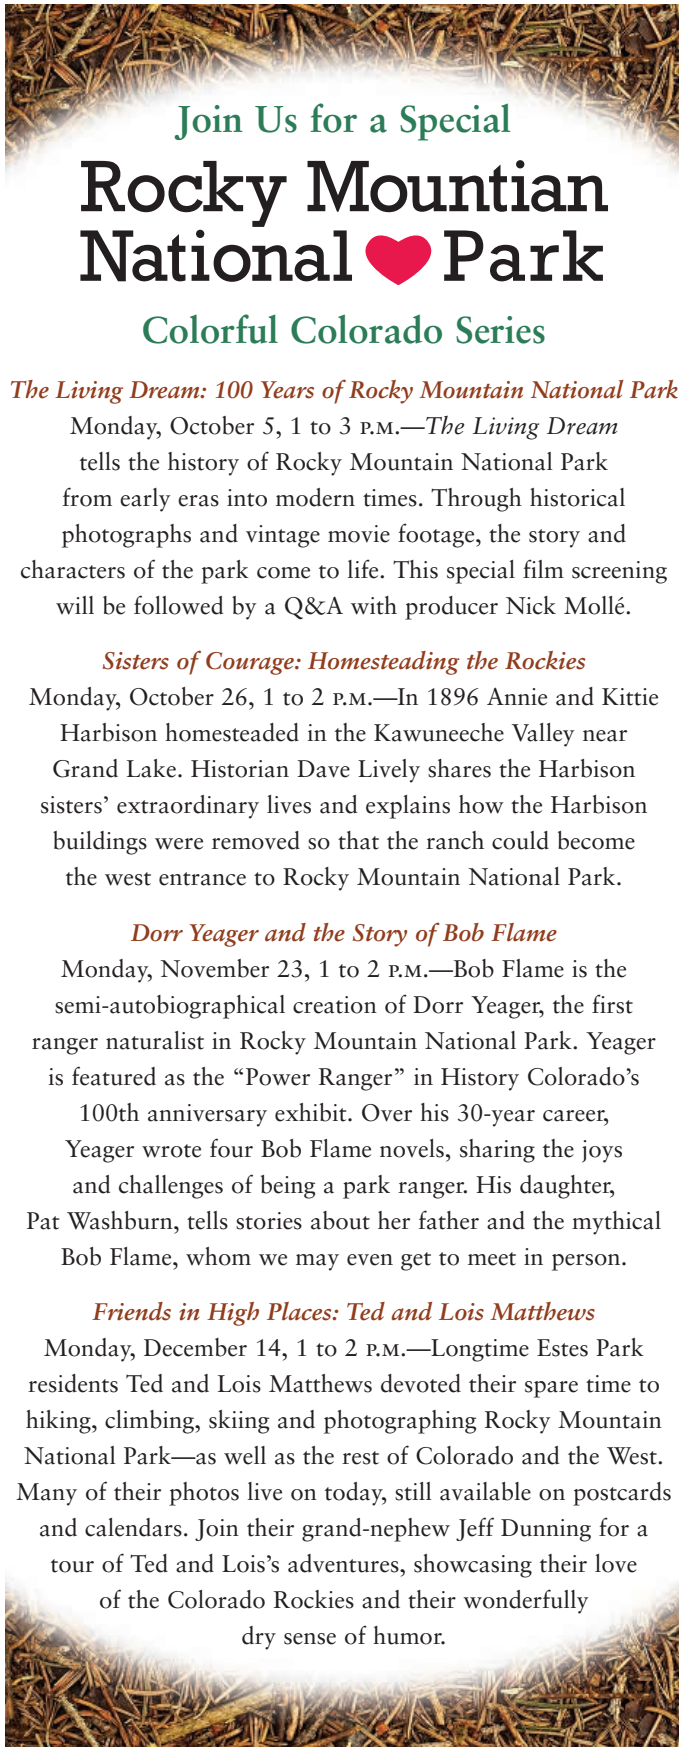 Join Us for a Special
Rocky Mountian
National Park
Colorful Colorado Series
The Living Dream: 100 Years of Rocky Mountain National Park
Monday, October 5, 1 to 3 P.M.—The Living Dream
tells the history of Rocky Mountain National Park
from early eras into modern times. Through historical
photographs and vintage movie footage, the story and
characters of the park come to life. This special film screening
will be followed by a Q&A with producer Nick Mollé.
Sisters of Courage: Homesteading the Rockies
Monday, October 26, 1 to 2 P.M.—In 1896 Annie and Kittie
Harbison homesteaded in the Kawuneeche Valley near
Grand Lake. Historian Dave Lively shares the Harbison
sisters’ extraordinary lives and explains how the Harbison
buildings were removed so that the ranch could become
the west entrance to Rocky Mountain National Park.
Dorr Yeager and the Story of Bob Flame
Monday, November 23, 1 to 2 P.M.—Bob Flame is the
semi-autobiographical creation of Dorr Yeager, the first
ranger naturalist in Rocky Mountain National Park. Yeager
is featured as the “Power Ranger” in History Colorado’s
100th anniversary exhibit. Over his 30-year career,
Yeager wrote four Bob Flame novels, sharing the joys
and challenges of being a park ranger. His daughter,
Pat Washburn, tells stories about her father and the mythical
Bob Flame, whom we may even get to meet in person.
Friends in High Places: Ted and Lois Matthews
Monday, December 14, 1 to 2 P.M.—Longtime Estes Park
residents Ted and Lois Matthews devoted their spare time to
hiking, climbing, skiing and photographing Rocky Mountain
National Park—as well as the rest of Colorado and the West.
Many of their photos live on today, still available on postcards
and calendars. Join their grand-nephew Jeff Dunning for a
tour of Ted and Lois’s adventures, showcasing their love
of the Colorado Rockies and their wonderfully
dry sense of humor.